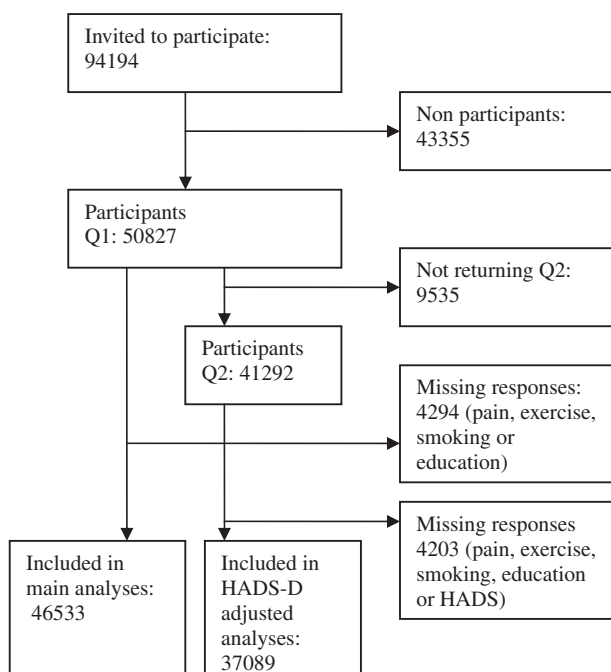 Invited to participate:
94194
Non participants:
43355
Participants
Q1: 50827
Not returning Q2:
9535
Participants
Q2: 41292
Missing responses:
4294 (pain, exercise,
smoking or
education)
Missing responses
4203 (pain, exercise,
smoking, education
or HADS)
Included in
main analyses:
46533
Included in
HADS-D
adjusted
analyses:
37089